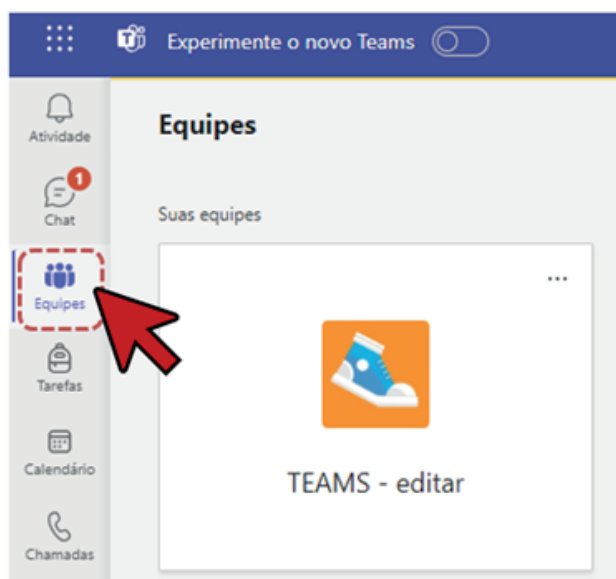 Experimente o novo Teams
Atividade
Equipes
1
Chat
Suas equipes
Equipes
...
Tarefas
Calendário
TEAMS - editar
Chamadas